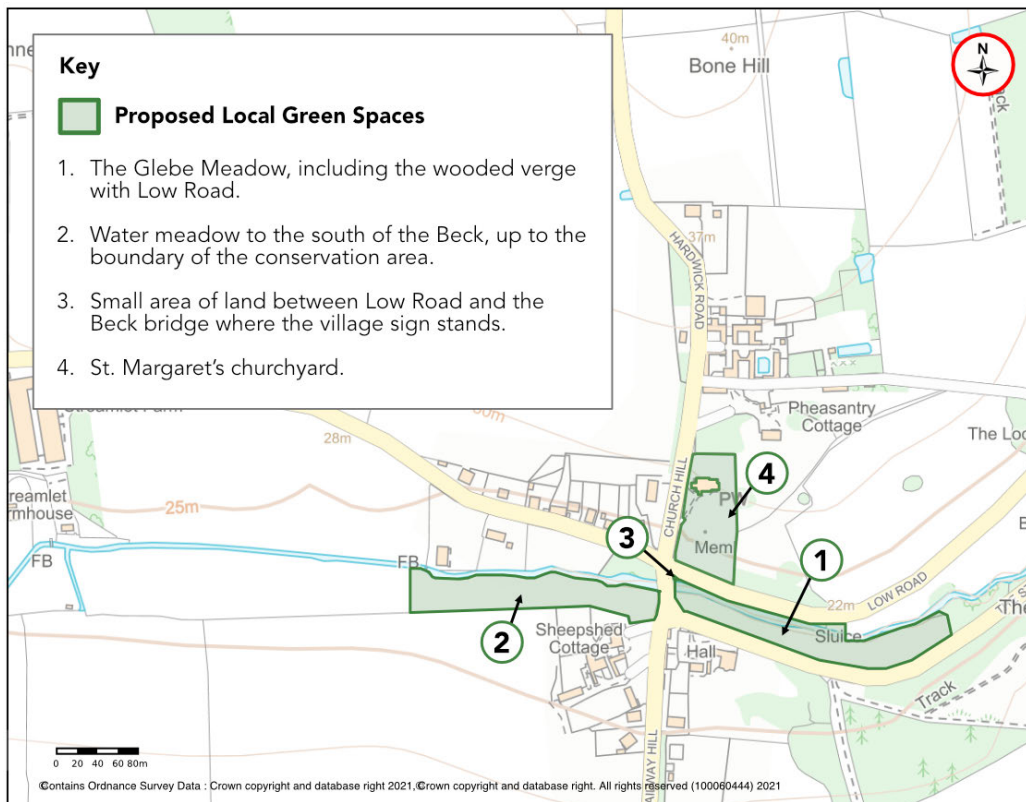 Key
Proposed Local Green Spaces
1. The Glebe Meadow, including the wooded verge
with Low Road.
2. Water meadow to the south of the Beck, up to the
boundary of the conservation area.
3. Small area of land between Low Road and the
Beck bridge where the village sign stands.
4. St. Margaret’s churchyard.
N
40m
Bone Hill
37m
HARDWICK ROAD
Pheasantry
Cottage
28m
25m
CHURCH HILL
4
PW
Mem
3
1
FB
FB
2
Sheepshed
Cottage
Hall
22m
LOW ROAD
Sluice
Track
0 20 40 60 80m
©Contains Ordnance Survey Data : Crown copyright and database right 2021,©Crown copyright and database right. All rights reserved (100060444) 2021